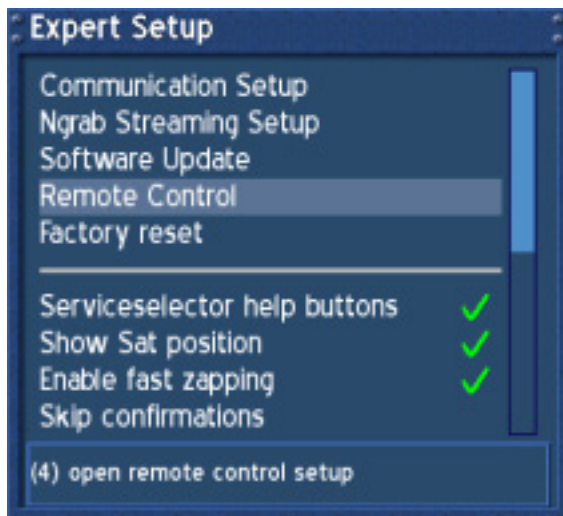 Expert Setup
Communication Setup
Ngrab Streaming Setup
Software Update
Remote Control
Factory reset
Serviceselector help buttons
Show Sat position
Enable fast zapping
Skip confirmations
(4) open remote control setup